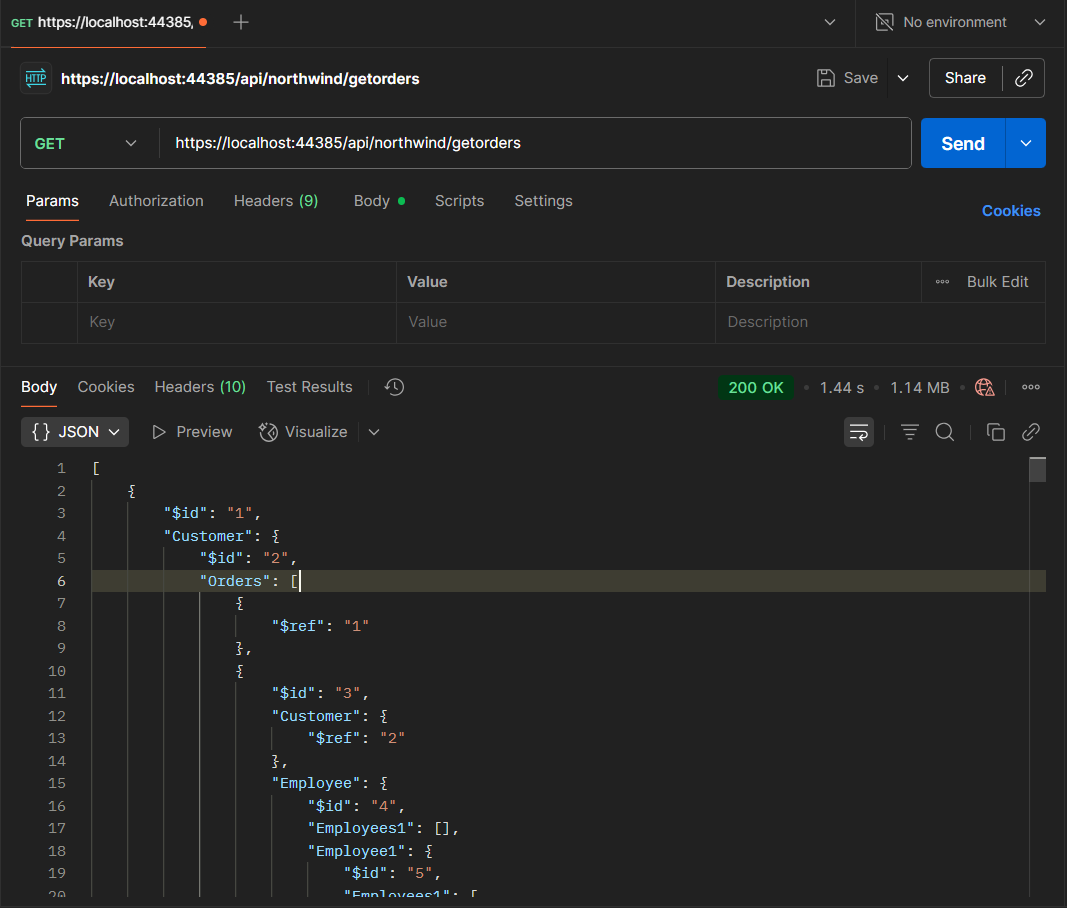 GET https://localhost:44385,
No environment
HTTP https://localhost:44385/api/northwind/getorders
Save
Share
GET https://localhost:44385/api/northwind/getorders
Send
Params Authorization Headers (9) Body Scripts Settings
Cookies
Query Params
Key Value Description Bulk Edit
Key Value Description
Body Cookies Headers (10) Test Results 200 OK 1.44 s 1.14 MB
{} JSON Preview Visualize
1 [
2 {
3 "$id": "1",
4 "Customer": {
5 "$id": "2",
6 "Orders": [
7 {
8 "$ref": "1"
9 },
10 {
11 "$id": "3",
12 "Customer": {
13 "$ref": "2"
14 },
15 "Employee": {
16 "$id": "4",
17 "Employees1": [],
18 "Employee1": {
19 "$id": "5",
20 "Employees1": [